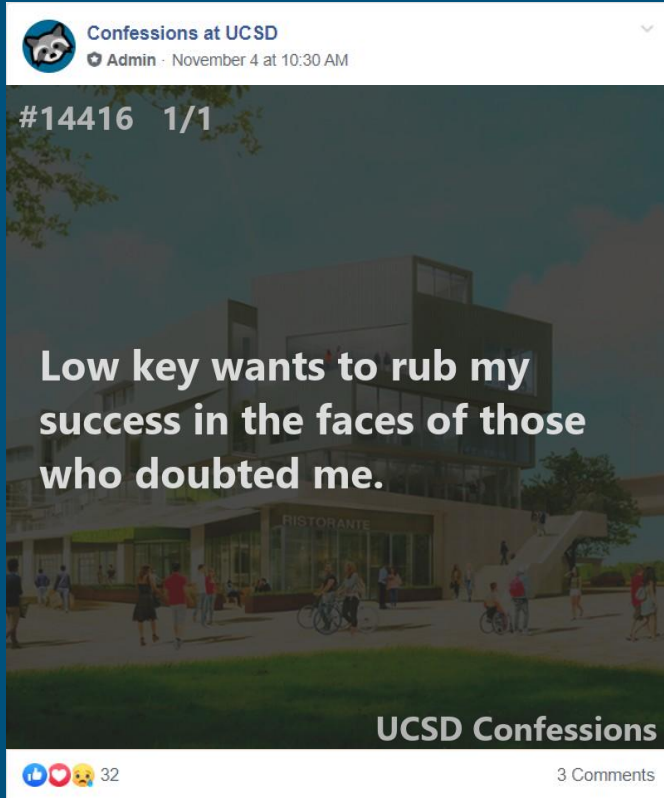 Confessions at UCSD
Admin · November 4 at 10:30 AM
#14416 1/1
Low key wants to rub my
success in the faces of those
who doubted me.
RISTORANTE
UCSD Confessions
32
3 Comments